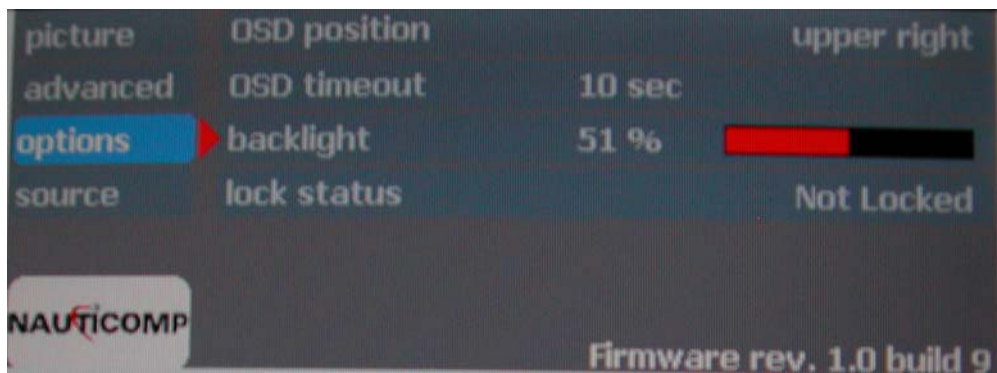 picture OSD position upper right
advanced OSD timeout 10 sec
options backlight 51 %
source lock status Not Locked
NAUTICOMP
Firmware rev. 1.0 build 9